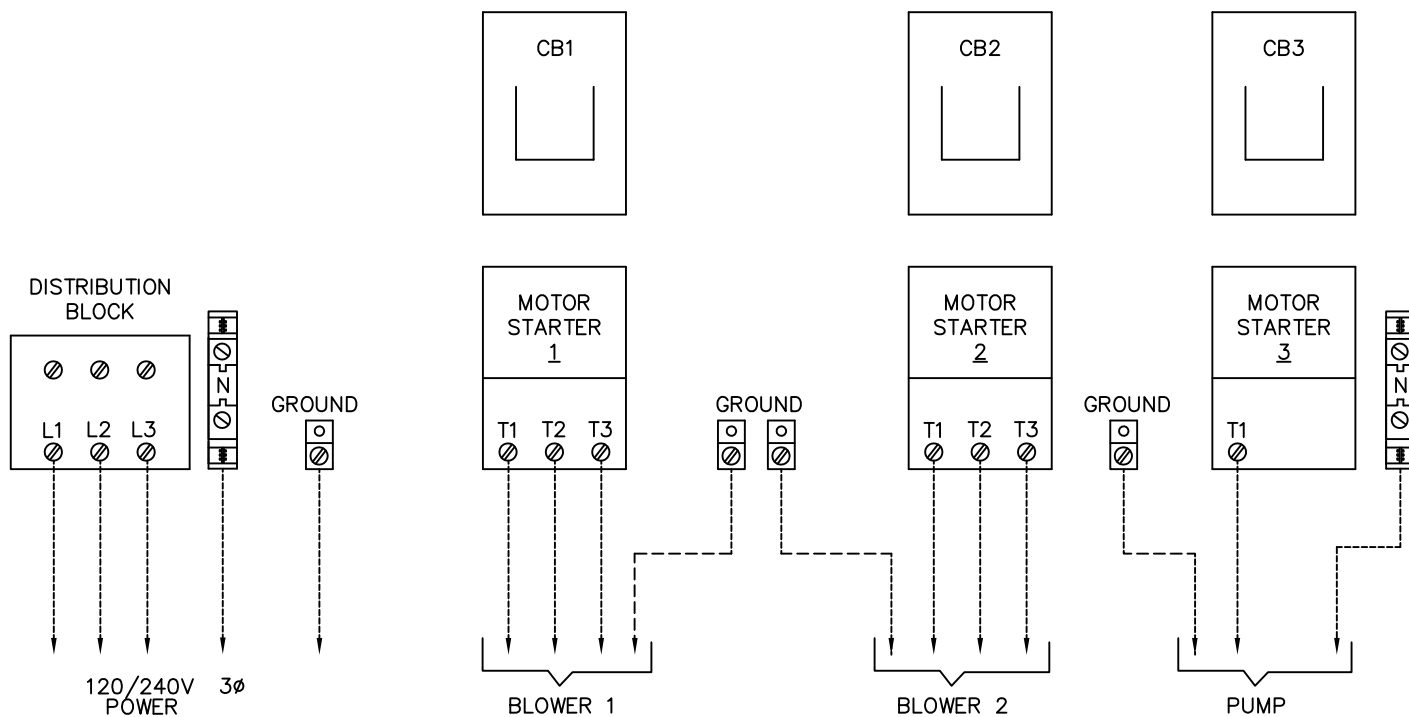 CB1
CB2
CB3
DISTRIBUTION
BLOCK
L1 L2 L3
N
GROUND
MOTOR
STARTER
1
T1 T2 T3
GROUND
MOTOR
STARTER
2
T1 T2 T3
GROUND
MOTOR
STARTER
3
T1
N
120/240V 3ø
POWER
BLOWER 1
BLOWER 2
PUMP